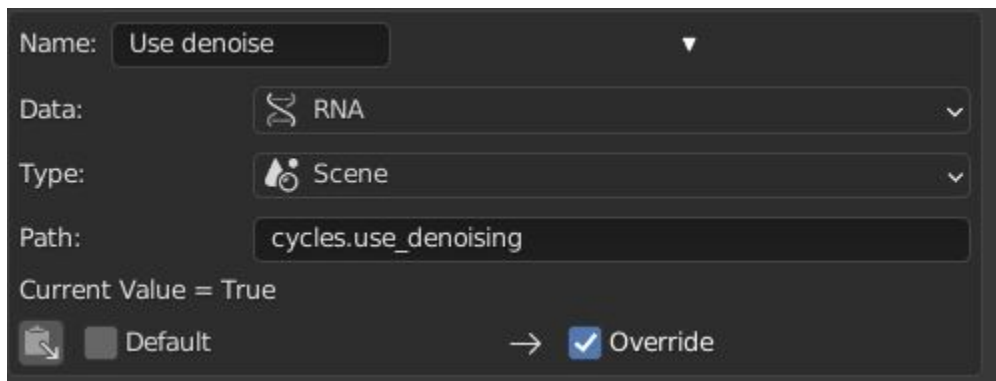 Name: Use denoise
Data: RNA
Type: Scene
Path: cycles.use_denoising
Current Value = True
Default → Override